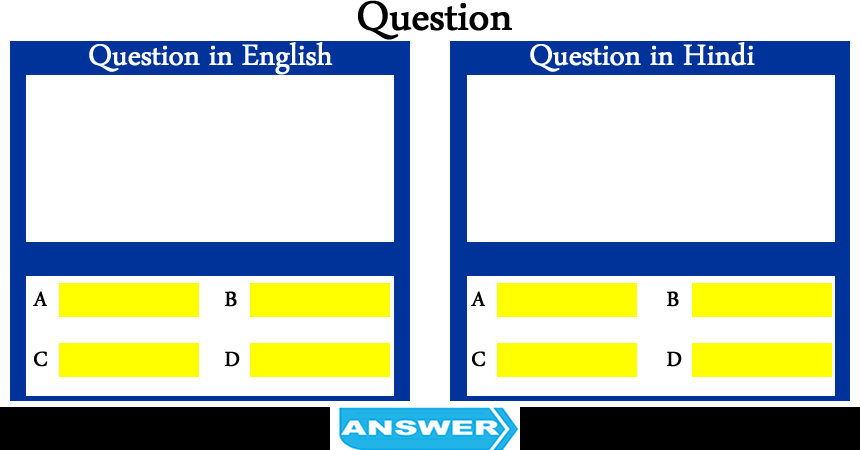 Question
Question in English
A
B
C
D
Question in Hindi
A
B
C
D
ANSWER